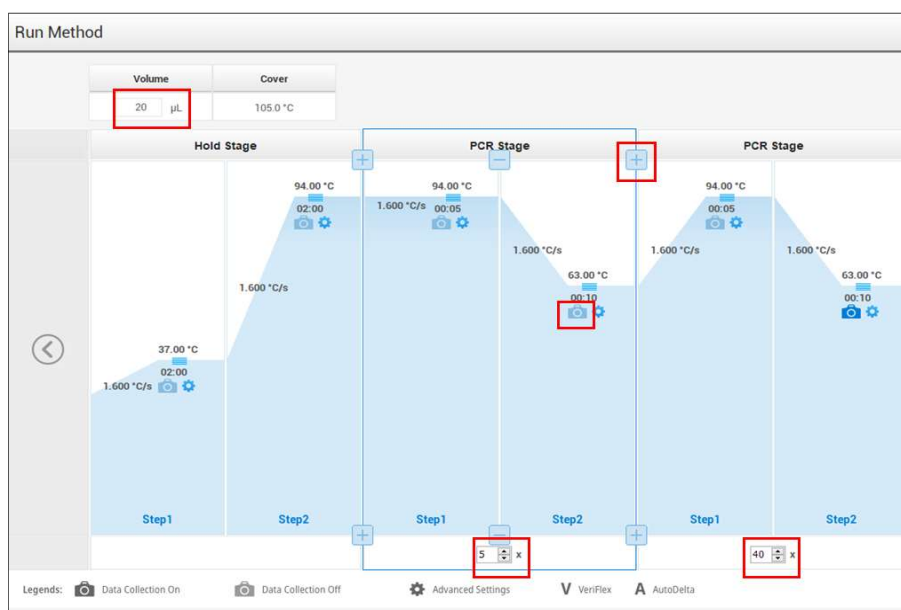 Run Method
Volume Cover
20 µL 105.0 °C
Hold Stage PCR Stage PCR Stage
94.00 °C 94.00 °C 94.00 °C
02:00 1.600 °C/s 00:05 00:05
1.600 °C/s 1.600 °C/s 1.600 °C/s
63.00 °C 63.00 °C
1.600 °C/s
00:10 00:10
37.00 °C
02:00
1.600 °C/s
Step1 Step2 Step1 Step2 Step1 Step2
5 x 40 x
Legends: Data Collection On Data Collection Off Advanced Settings V VeriFlex A AutoDelta